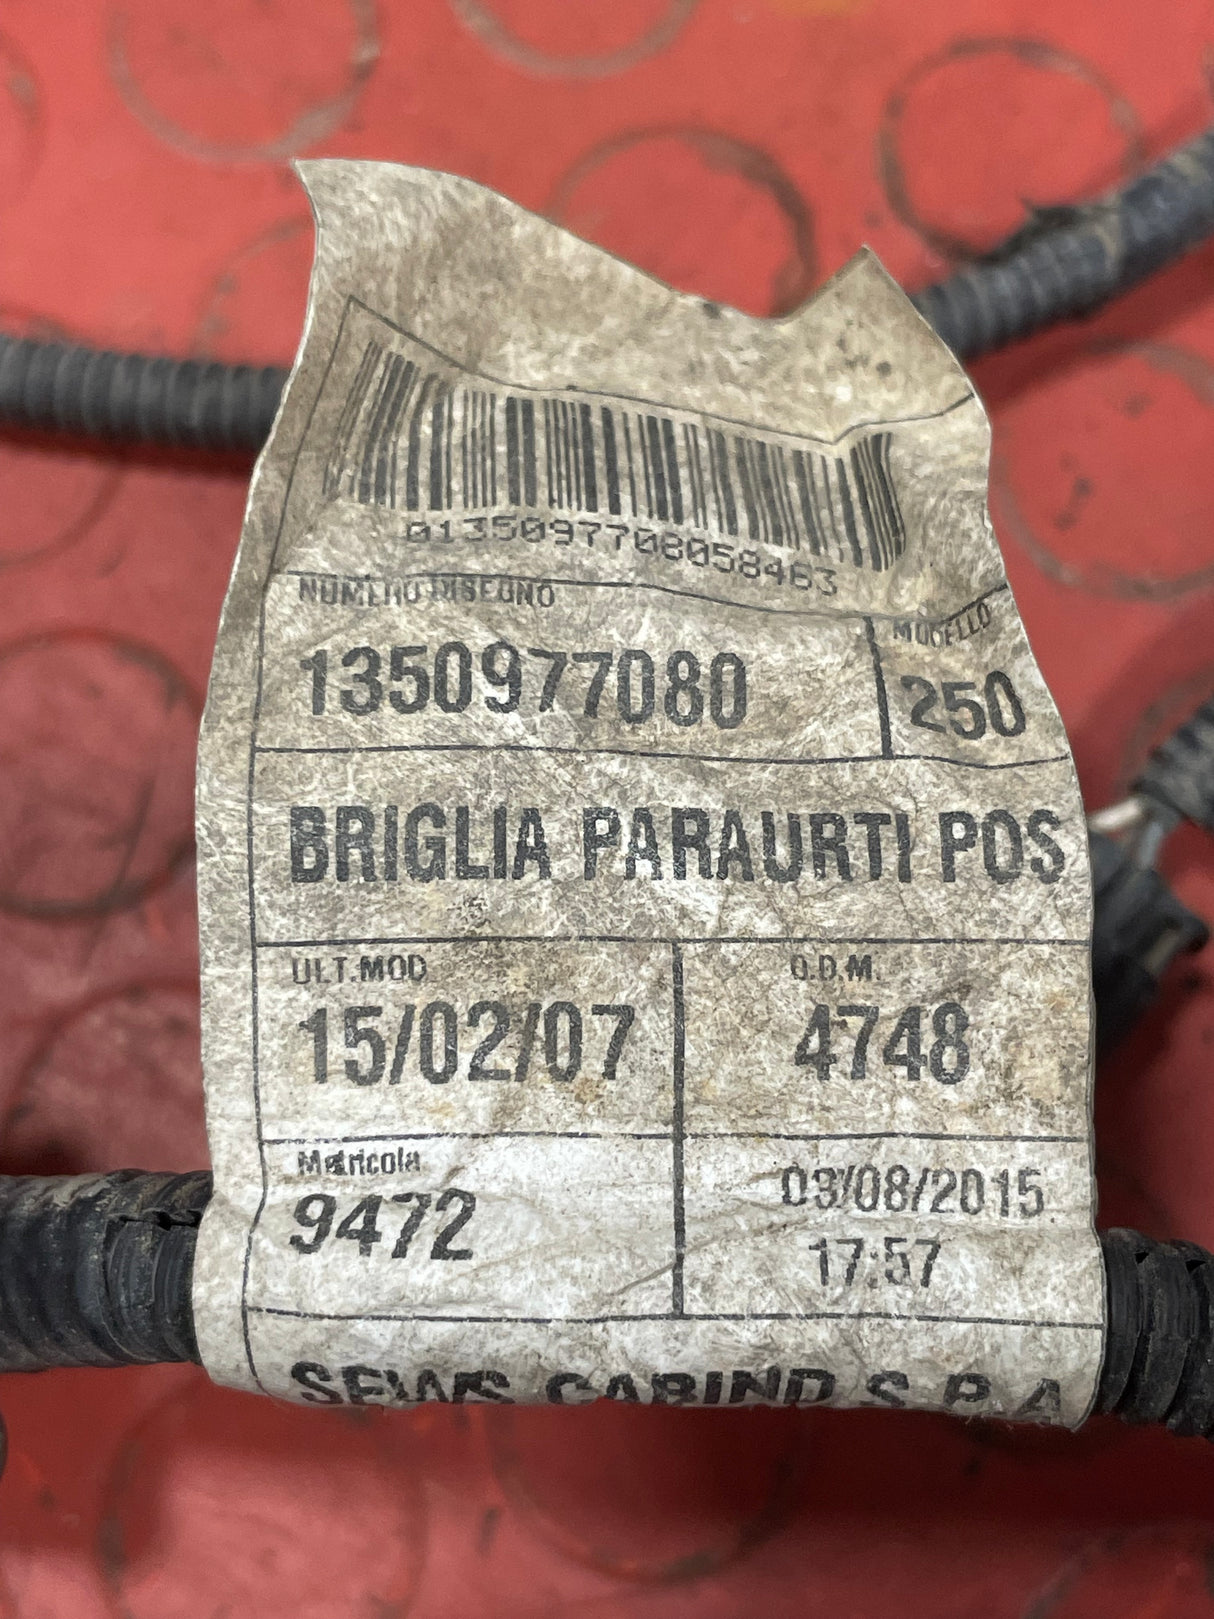 0135097708058463
NUMERO DISEGNO
MODELLO
1350977080
250
BRIGLIA PARAURTI POS
ULT.MOD
O.D.M.
15/02/07
4748
Matricola
9472
03/08/2015
17:57
SEWS CABIND S.P.A